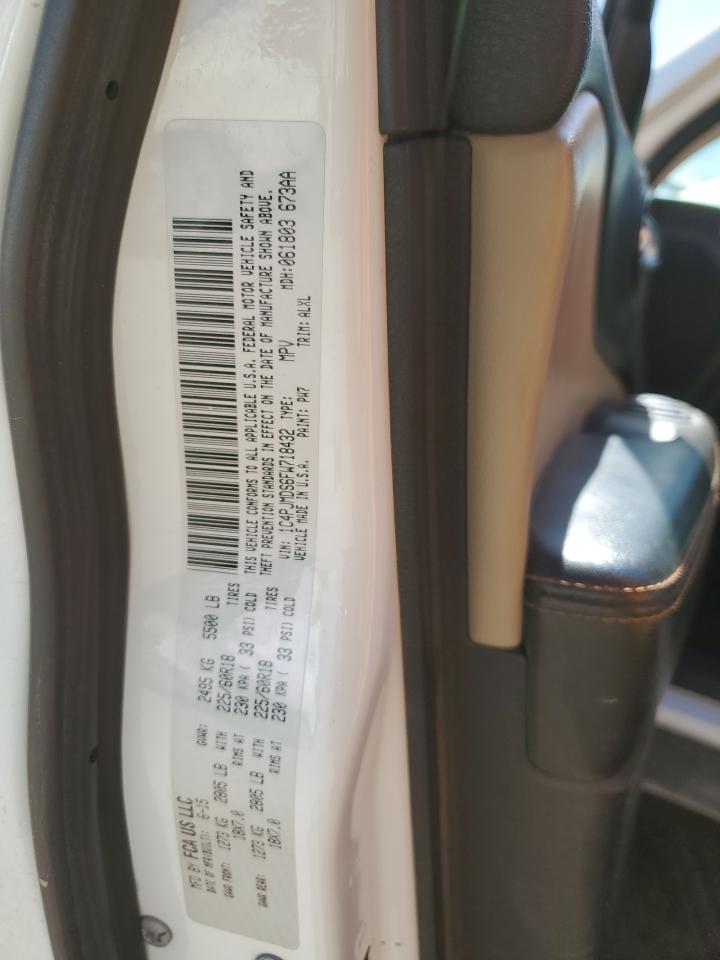 MFD BY FCA US LLC
DATE OF MFR(BUILT): 6-15 GVWR: 2495 KG 5500 LB
GAWR FRONT: 1273 KG 2805 LB WITH 225/60R18 TIRES
18X7.0 RIMS AT 230 KPA ( 33 PSI) COLD
GAWR REAR: 1273 KG 2805 LB WITH 225/60R18 TIRES
18X7.0 RIMS AT 230 KPA ( 33 PSI) COLD
THIS VEHICLE CONFORMS TO ALL APPLICABLE U.S.A. FEDERAL MOTOR VEHICLE SAFETY AND
THEFT PREVENTION STANDARDS IN EFFECT ON THE DATE OF MANUFACTURE SHOWN ABOVE.
VIN: 1C4PJMDS6FW718432 TYPE: MPV MDH:061803 673AA
VEHICLE MADE IN U.S.A. PAINT: PW7 TRIM: ALXL